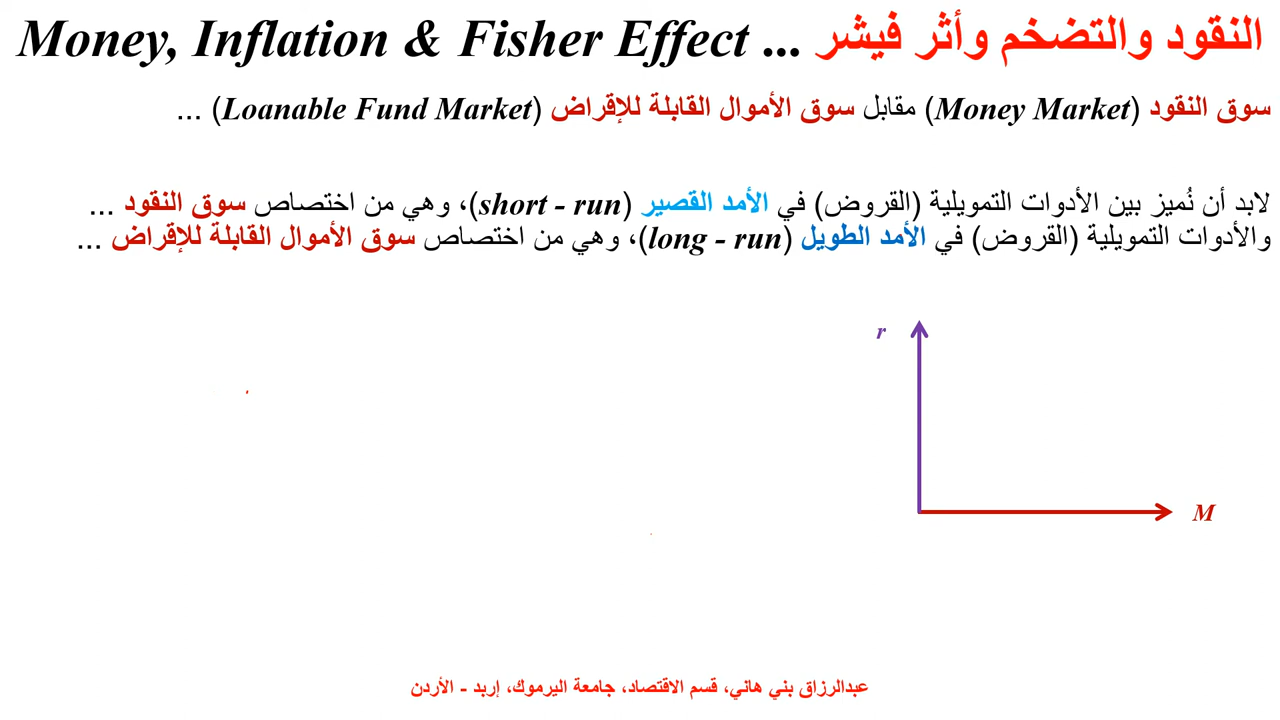 النقود والتضخم وأثر فيشر ... Money, Inflation & Fisher Effect
سوق النقود (Money Market) مقابل سوق الأموال القابلة للإقراض (Loanable Fund Market) ...
لابد أن نُميز بين الأدوات التمويلية (القروض) في الأمد القصير (short - run)، وهي من اختصاص سوق النقود ...
والأدوات التمويلية (القروض) في الأمد الطويل (long - run)، وهي من اختصاص سوق الأموال القابلة للإقراض ...
r
M
عبدالرزاق بني هاني، قسم الاقتصاد، جامعة اليرموك، إربد - الأردن